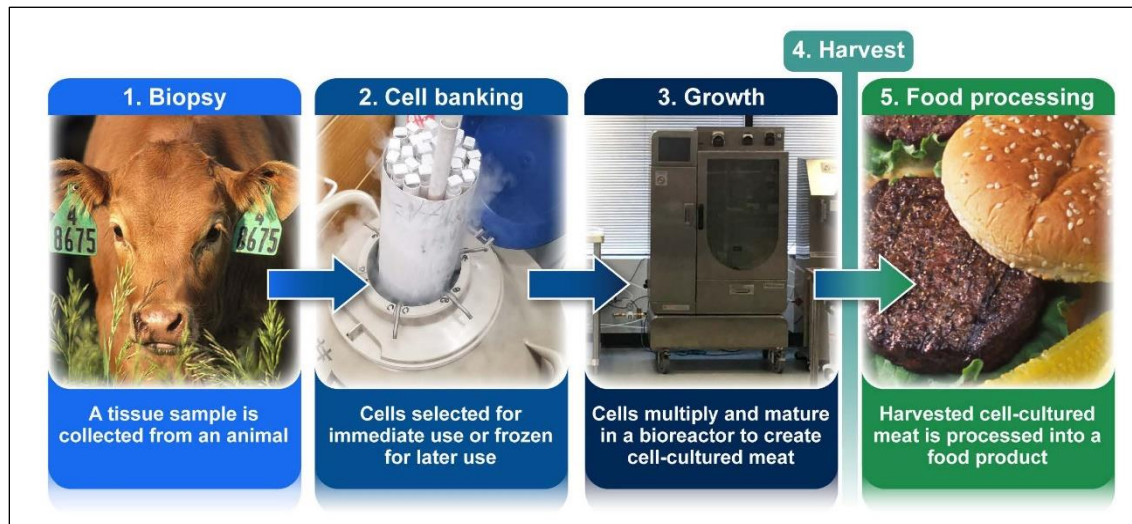 1. Biopsy
4
8675
4
8675
A tissue sample is
collected from an animal
2. Cell banking
Cells selected for
immediate use or frozen
for later use
3. Growth
Cells multiply and mature
in a bioreactor to create
cell-cultured meat
4. Harvest
5. Food processing
Harvested cell-cultured
meat is processed into a
food product